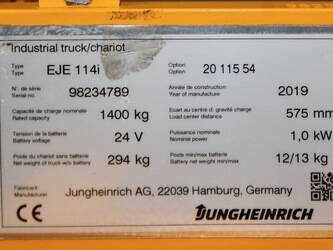 Industrial truck/chariot
Type
Type EJE 114i
Option
Option 20 115 54
N° de série
Serial-no. 98234789
Année de construction
Year of manufacture 2019
Capacité de charge nominale
Rated capacity 1400 kg
Ecart au centre d. gravité charge
Load center distance 575 mm
Tension de la batterie
Battery voltage 24 V
Puissance nominale
Nominal power 1,0 kW
Poids du chariot sans batterie
Net weight of truck w/o battery 294 kg
Poids min/max batterie
Battery net weight min/max 12/13 kg
Fabricant
Manufacturer Jungheinrich AG, 22039 Hamburg, Germany
CE
JUNGHEINRICH